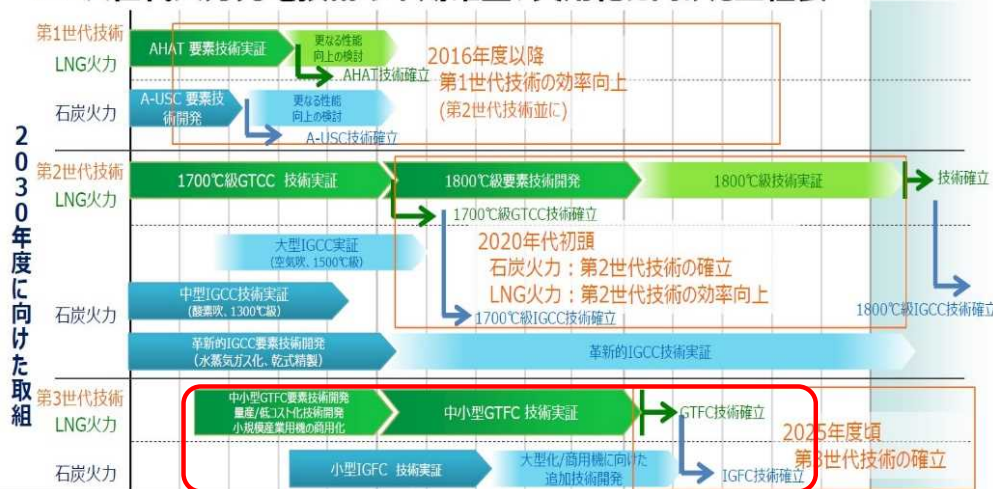 第1世代技術
LNG火力
AHAT 要素技術実証
更なる性能
向上の検討
AHAT技術確立
2016年度以降
第1世代技術の効率向上
(第2世代技術並に)
石炭火力
A-USC 要素技
術開発
更なる性能
向上の検討
A-USC技術確立
2030年度に向けた取組
第2世代技術
LNG火力
1700℃級GTCC 技術実証
1800℃級要素技術開発
1800℃級技術実証
技術確立
1700℃級GTCC技術確立
大型IGCC実証
(空気吹、1500℃級)
2020年代初頭
石炭火力：第2世代技術の確立
LNG火力：第2世代技術の効率向上
石炭火力
中型IGCC技術実証
(酸素吹、1300℃級)
1700℃級IGCC技術確立
1800℃級IGCC技術確立
革新的IGCC要素技術開発
(水蒸気ガス化、乾式精製)
革新的IGCC技術実証
第3世代技術
LNG火力
中小型GTFC要素技術開発
量産/低コスト化技術開発
小規模産業用機の商用化
中小型GTFC 技術実証
GTFC技術確立
2025年度頃
第3世代技術の確立
石炭火力
小型IGFC 技術実証
大型化/商用機に向けた
追加技術開発
IGFC技術確立